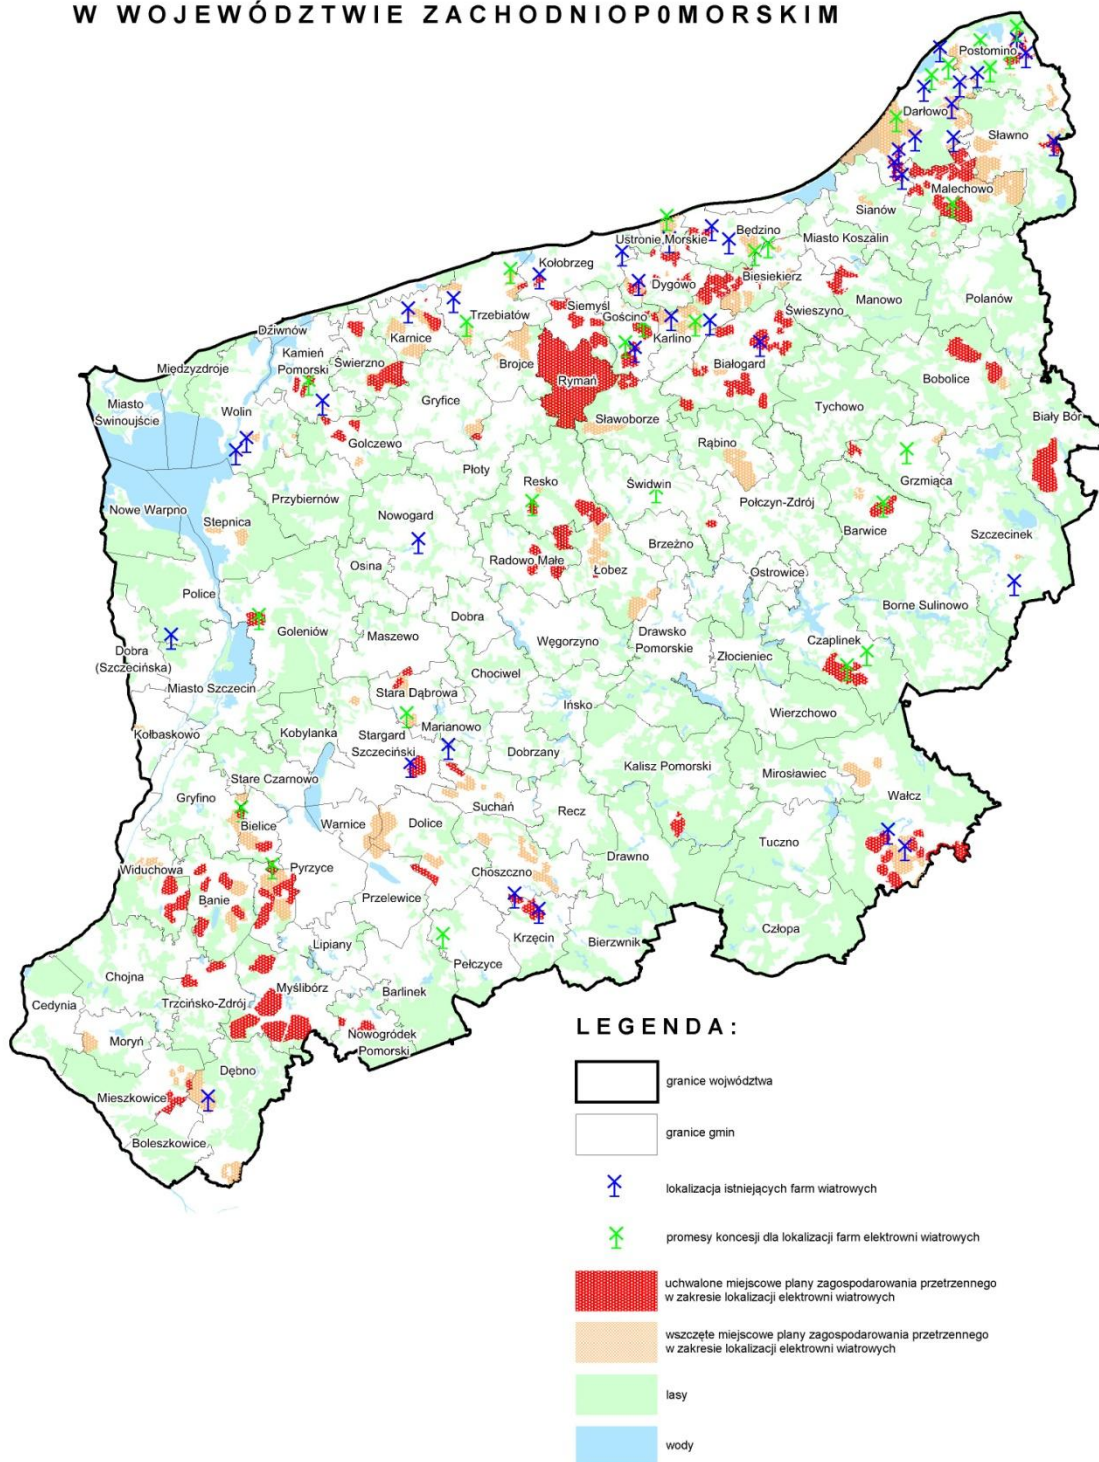 W WOJEWÓDZTWIE ZACHODNIOP0MORSKIM
Postomino
Darłowo
Sławno
Malechowo
Sianów
Będzino
Ustronie Morskie
Miasto Koszalin
Kołobrzeg
Dygowo
Biesiekierz
Siemyśl
Manowo
Polanów
Gościno
Świeszyno
Trzebiatów
Karlino
Dziwnów
Karnice
Kamień
Pomorski
Świerzno
Brojce
Białogard
Międzyzdroje
Rymań
Bobolice
Gryfice
Tychowo
Miasto
Świnoujście
Wolin
Sławoborze
Biały Bór
Golczewo
Rąbino
Płoty
Grzmiąca
Resko
Świdwin
Przybiernów
Połczyn-Zdrój
Nowe Warpno
Nowogard
Stepnica
Barwice
Szczecinek
Brzeżno
Radowo Małe
Osina
Łobez
Ostrowice
Police
Borne Sulinowo
Dobra
Goleniów
Maszewo
Węgorzyno
Drawsko
Pomorskie
Czaplinek
Dobra
(Szczecińska)
Złocieniec
Chociwel
Miasto Szczecin
Stara Dąbrowa
Ińsko
Wierzchowo
Marianowo
Kołbaskowo
Kobylanka
Stargard
Szczeciński
Dobrzany
Kalisz Pomorski
Mirosławiec
Stare Czarnowo
Wałcz
Gryfino
Suchań
Recz
Bielice
Warnice
Dolice
Tuczno
Drawno
Widuchowa
Pyrzyce
Choszczno
Banie
Przelewice
Człopa
Krzęcin
Bierzwnik
Lipiany
Pełczyce
Chojna
Myślibórz
Barlinek
Cedynia
Trzcińsko-Zdrój
Nowogródek
Pomorski
Moryń
Dębno
Mieszkowice
Boleszkowice
LEGENDA:
granice wojwództwa
granice gmin
lokalizacja istniejących farm wiatrowych
promesy koncesji dla lokalizacji farm elektrowni wiatrowych
uchwalone miejscowe plany zagospodarowania przetrzennego
w zakresie lokalizacji elektrowni wiatrowych
wszczęte miejscowe plany zagospodarowania przetrzennego
w zakresie lokalizacji elektrowni wiatrowych
lasy
wody